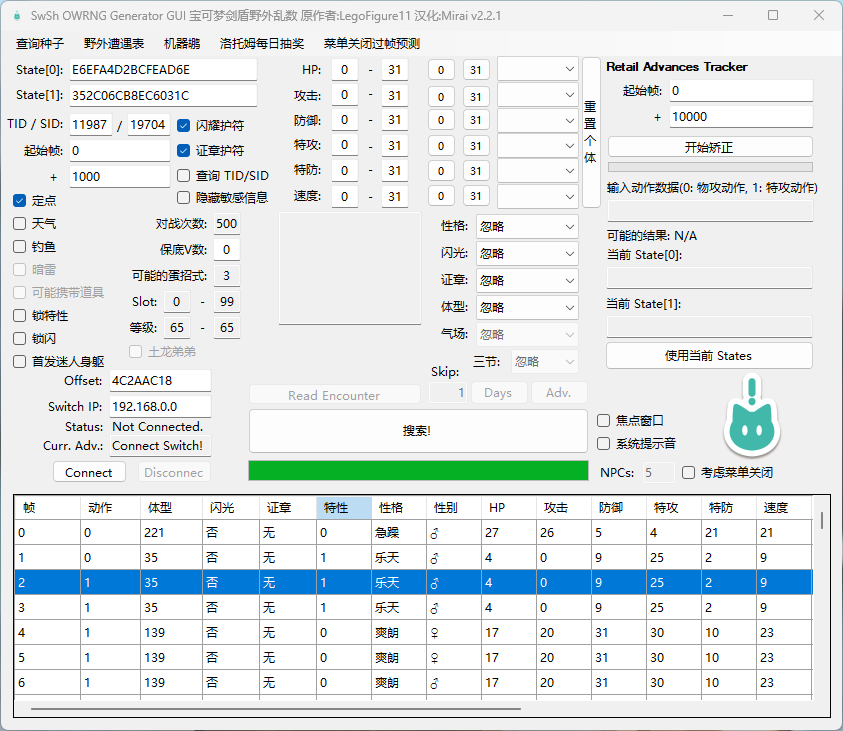 SwSh OWRNG Generator GUI 宝可梦剑盾野外乱数 原作者:LegoFigure11 汉化:Mirai v2.2.1
查询种子 野外遭遇表 机器鹕 洛托姆每日抽奖 菜单关闭过帧预测
State[0]: E6EFA4D2BCFEAD6E
State[1]: 352C06CB8EC6031C
TID / SID: 11987 / 19704 闪耀护符
起始帧: 0 证章护符
+ 1000 查询 TID/SID
隐藏敏感信息
定点
天气
钓鱼
暗雷
可能携带道具
锁特性
锁闪
首发迷人身躯
对战次数: 500
保底V数: 0
可能的蛋招式: 3
Slot: 0 - 99
等级: 65 - 65
土龙弟弟
Offset: 4C2AAC18
Switch IP: 192.168.0.0
Status: Not Connected.
Curr. Adv.: Connect Switch!
Connect Disconnec
HP: 0 - 31 0 31
攻击: 0 - 31 0 31
防御: 0 - 31 0 31
特攻: 0 - 31 0 31
特防: 0 - 31 0 31
速度: 0 - 31 0 31
重置个体
性格: 忽略
闪光: 忽略
证章: 忽略
体型: 忽略
气场: 忽略
三节: 忽略
Skip:
Read Encounter 1 Days Adv.
搜索!
Retail Advances Tracker
起始帧: 0
+ 10000
开始矫正
输入动作数据(0: 物攻动作, 1: 特攻动作)
可能的结果: N/A
当前 State[0]:
当前 State[1]:
使用当前 States
焦点窗口
系统提示音
NPCs: 5 考虑菜单关闭
帧 动作 体型 闪光 证章 特性 性格 性别 HP 攻击 防御 特攻 特防 速度
0 0 221 否 无 0 急躁 ♂ 27 26 5 4 21 21
1 0 35 否 无 1 乐天 ♂ 4 0 9 25 2 9
2 1 35 否 无 1 乐天 ♂ 4 0 9 25 2 9
3 1 35 否 无 1 乐天 ♂ 4 0 9 25 2 9
4 1 139 否 无 0 爽朗 ♀ 17 20 31 30 10 23
5 1 139 否 无 0 爽朗 ♀ 17 20 31 30 10 23
6 1 139 否 无 0 爽朗 ♂ 17 20 31 30 10 23